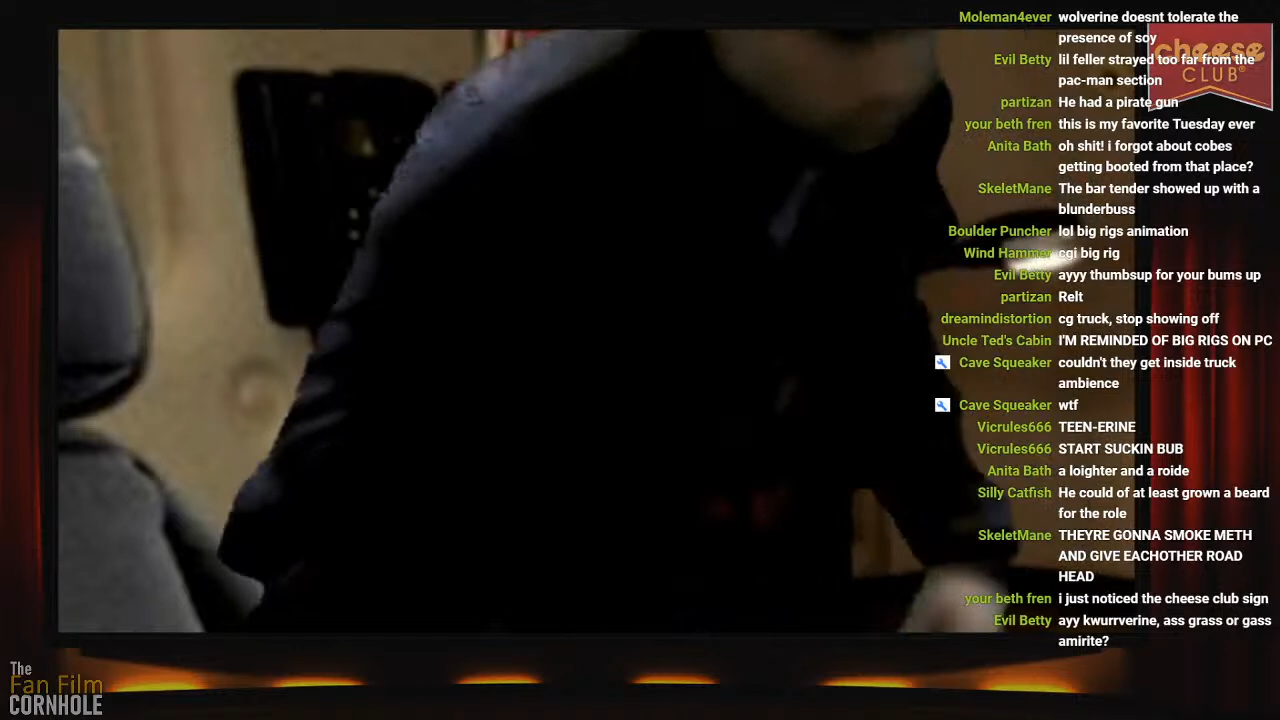 Moleman4ever wolverine doesnt tolerate the
presence of soy
cheese
CLUB®
Evil Betty lil feller strayed too far from the
pac-man section
partizan He had a pirate gun
your beth fren this is my favorite Tuesday ever
Anita Bath oh shit! i forgot about cobes
getting booted from that place?
SkeletMane The bar tender showed up with a
blunderbuss
Boulder Puncher lol big rigs animation
Wind Hammer cgi big rig
Evil Betty ayyy thumbsup for your bums up
partizan Relt
dreamindistortion cg truck, stop showing off
Uncle Ted's Cabin I'M REMINDED OF BIG RIGS ON PC
Cave Squeaker couldn't they get inside truck
ambience
Cave Squeaker wtf
Vicrules666 TEEN-ERINE
Vicrules666 START SUCKIN BUB
Anita Bath a loighter and a roide
Silly Catfish He could of at least grown a beard
for the role
SkeletMane THEYRE GONNA SMOKE METH
AND GIVE EACHOTHER ROAD
HEAD
your beth fren i just noticed the cheese club sign
Evil Betty ayy kwurrverine, ass grass or gass
amirite?
The
Fan Film
CORNHOLE